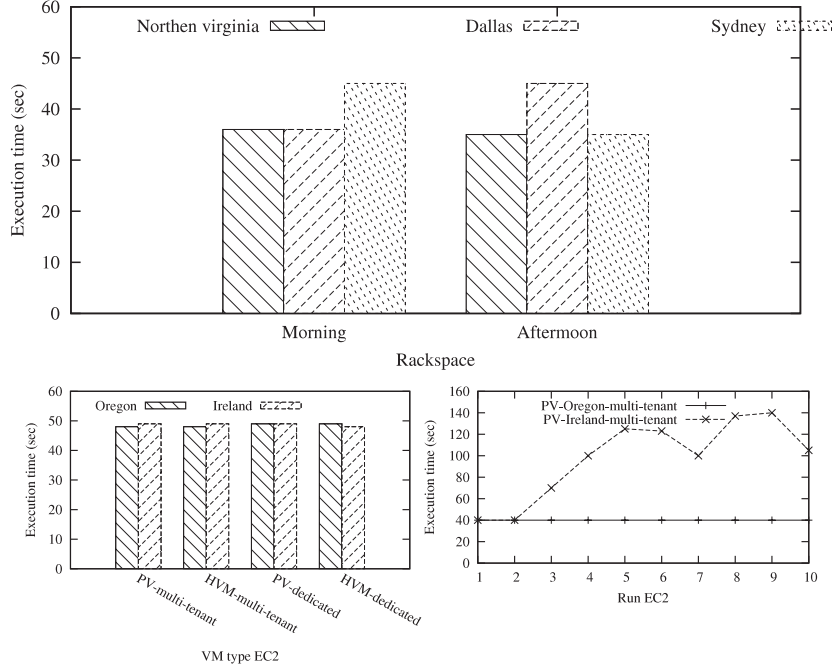 60
50
40
30
20
10
0
Execution time (sec)
Northen virginia
Dallas
Sydney
Morning
Aftermoon
Rackspace
60
50
40
30
20
10
0
Execution time (sec)
Oregon
Ireland
PV-multi-tenant
HVM-multi-tenant
PV-dedicated
HVM-dedicated
VM type EC2
160
140
120
100
80
60
40
20
0
Execution time (sec)
PV-Oregon-multi-tenant
PV-Ireland-multi-tenant
1 2 3 4 5 6 7 8 9 10
Run EC2